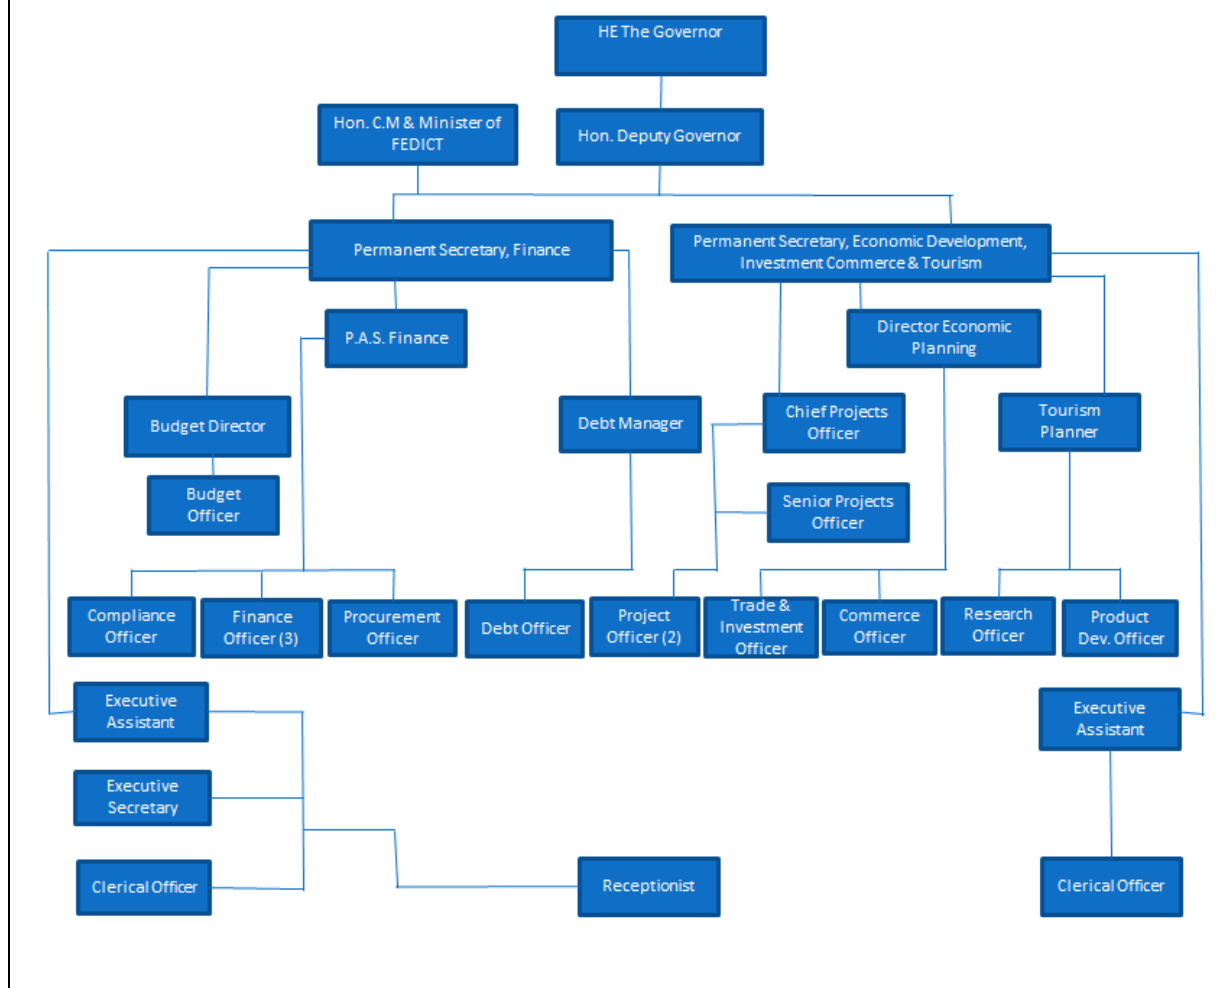 HE The Governor
Hon. C.M & Minister of
FEDICT
Hon. Deputy Governor
Permanent Secretary, Finance
Permanent Secretary, Economic Development,
Investment Commerce & Tourism
P.A.S. Finance
Director Economic
Planning
Budget Director
Debt Manager
Chief Projects
Officer
Tourism
Planner
Budget
Officer
Senior Projects
Officer
Compliance
Officer
Finance
Officer (3)
Procurement
Officer
Debt Officer
Project
Officer (2)
Trade &
Investment
Officer
Commerce
Officer
Research
Officer
Product
Dev. Officer
Executive
Assistant
Executive
Assistant
Executive
Secretary
Clerical Officer
Receptionist
Clerical Officer